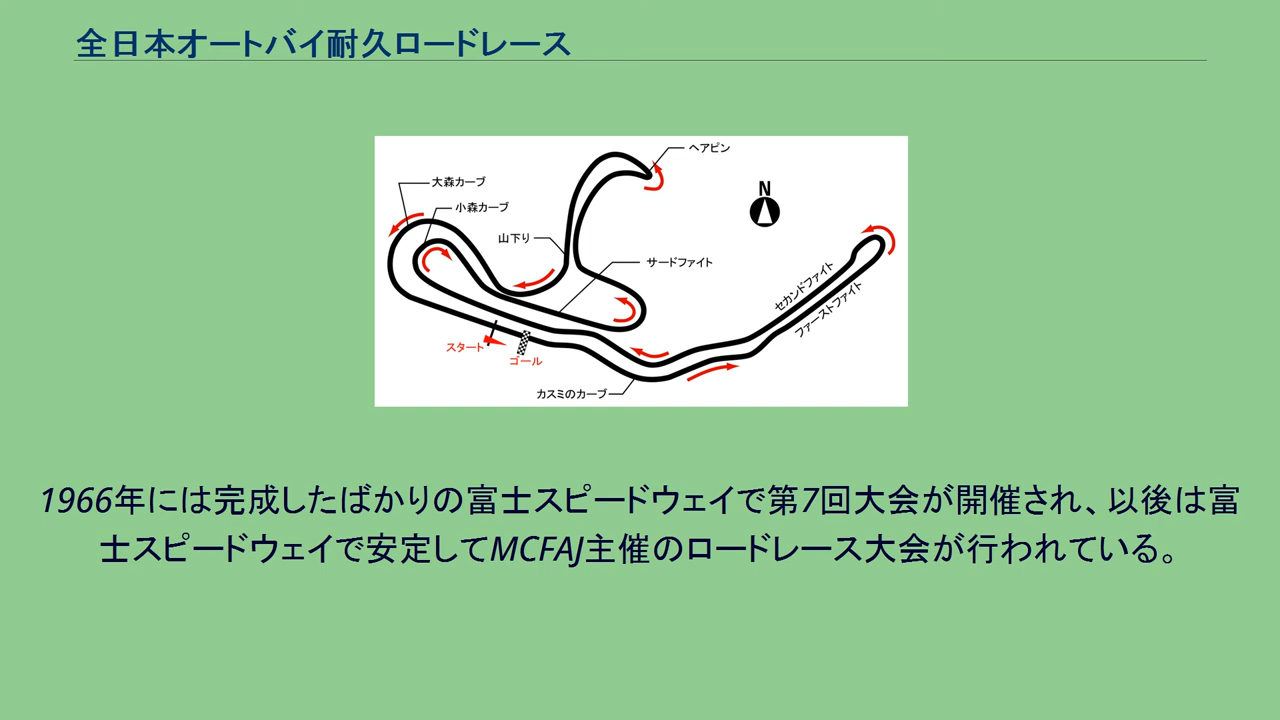 全日本オートバイ耐久ロードレース
ヘアピン
大森カーブ
N
小森カーブ
山下り
サードファイト
セカンドファイト
ファーストファイト
スタート
ゴール
カスミのカーブ
1966年には完成したばかりの富士スピードウェイで第7回大会が開催され、以後は富
士スピードウェイで安定してMCFAJ主催のロードレース大会が行われている。